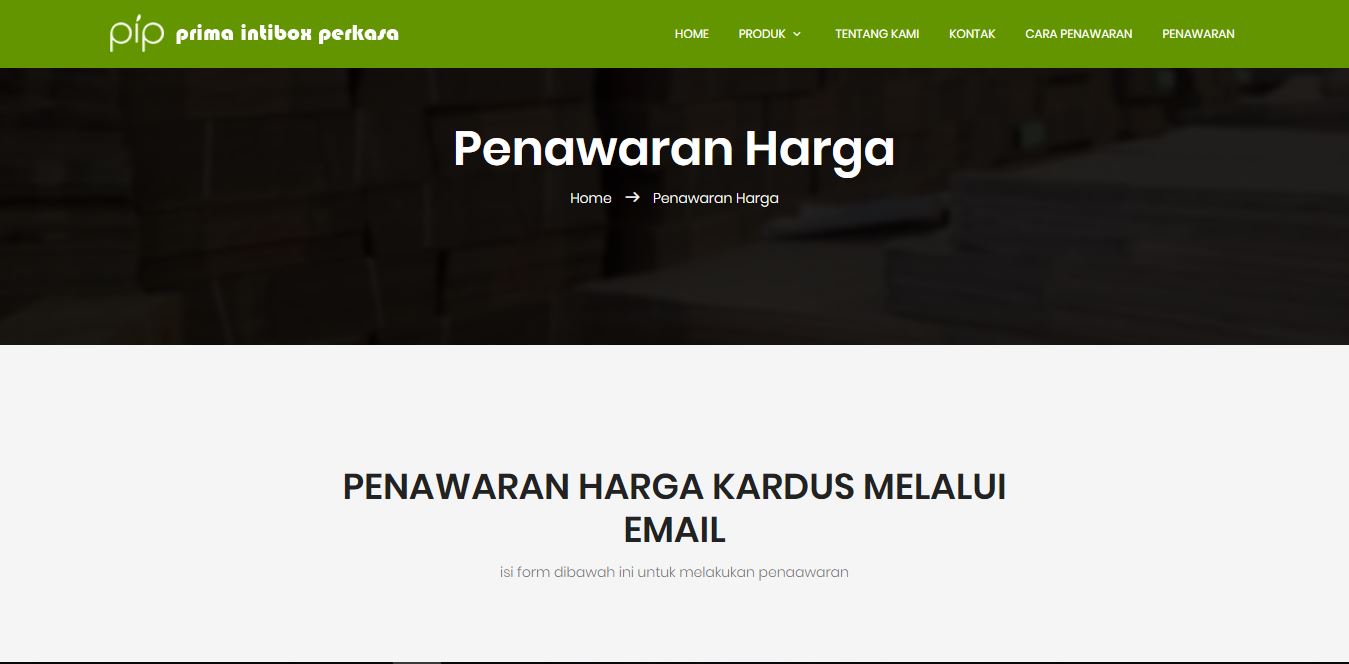 pip prima intibox perkasa
HOME PRODUK TENTANG KAMI KONTAK CARA PENAWARAN PENAWARAN
Penawaran Harga
Home → Penawaran Harga
PENAWARAN HARGA KARDUS MELALUI
EMAIL
isi form dibawah ini untuk melakukan penaawaran